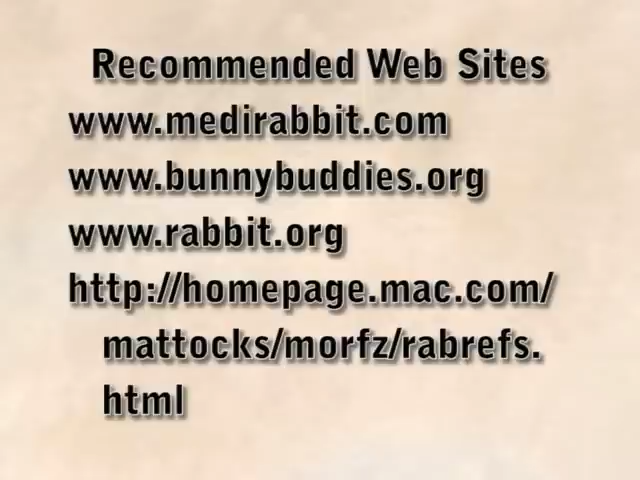 Recommended Web Sites
www.medirabbit.com
www.bunnybuddies.org
www.rabbit.org
http://homepage.mac.com/
mattocks/morfz/rabrefs.
html